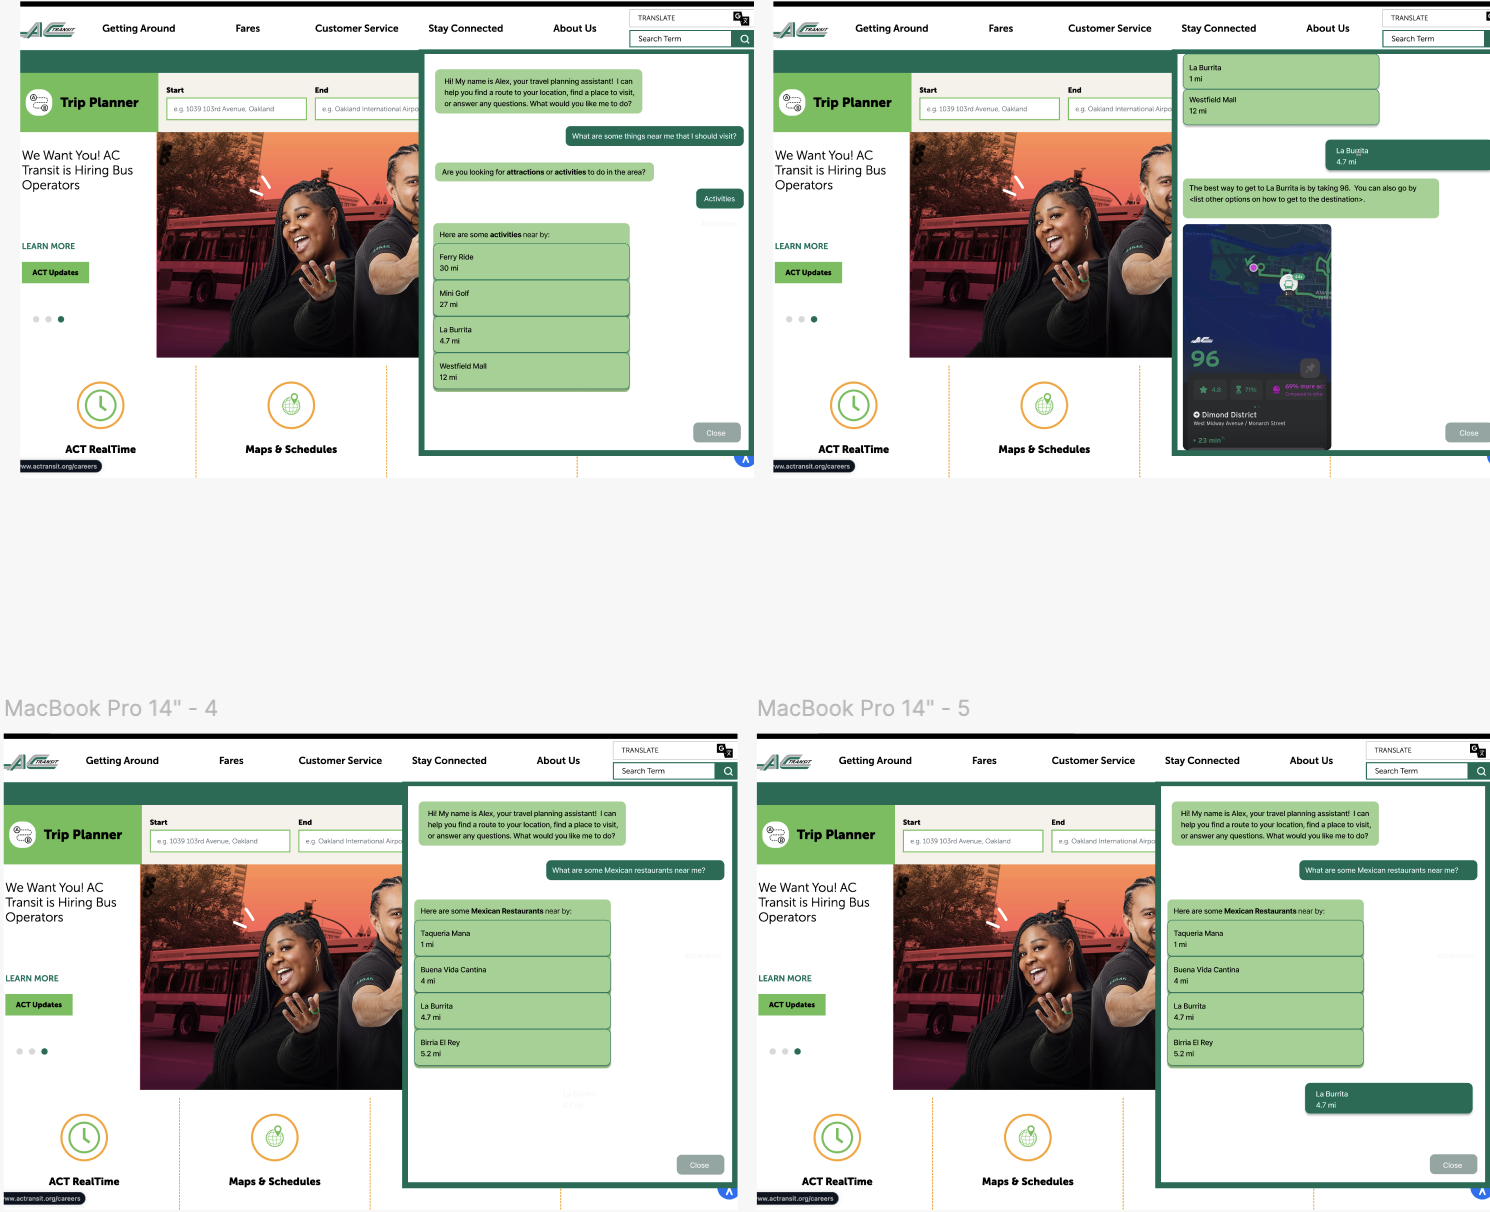 AC TRANSIT
Getting Around
Fares
Customer Service
Stay Connected
About Us
TRANSLATE
Search Term
Trip Planner
Start
e.g. 1039 103rd Avenue, Oakland
End
e.g. Oakland International Airpo
We Want You! AC
Transit is Hiring Bus
Operators
LEARN MORE
ACT Updates
ACT RealTime
Maps & Schedules
ww.actransit.org/careers
Hi! My name is Alex, your travel planning assistant! I can
help you find a route to your location, find a place to visit,
or answer any questions. What would you like me to do?
What are some things near me that I should visit?
Are you looking for attractions or activities to do in the area?
Activities
Here are some activities near by:
Ferry Ride
30 mi
Mini Golf
27 mi
La Burrita
4.7 mi
Westfield Mall
12 mi
Close
AC TRANSIT
Getting Around
Fares
Customer Service
Stay Connected
About Us
TRANSLATE
Search Term
Trip Planner
Start
e.g. 1039 103rd Avenue, Oakland
End
e.g. Oakland International Airpo
We Want You! AC
Transit is Hiring Bus
Operators
LEARN MORE
ACT Updates
ACT RealTime
Maps & Schedules
ww.actransit.org/careers
La Burrita
1 mi
Westfield Mall
12 mi
La Burrita
4.7 mi
The best way to get to La Burrita is by taking 96. You can also go by
<list other options on how to get to the destination>.
96
4.8
71%
69% more ac
Dimond District
West Midway Avenue / Monarch Street
23 min
Close
MacBook Pro 14" - 4
AC TRANSIT
Getting Around
Fares
Customer Service
Stay Connected
About Us
TRANSLATE
Search Term
Trip Planner
Start
e.g. 1039 103rd Avenue, Oakland
End
e.g. Oakland International Airpo
We Want You! AC
Transit is Hiring Bus
Operators
LEARN MORE
ACT Updates
ACT RealTime
Maps & Schedules
ww.actransit.org/careers
Hi! My name is Alex, your travel planning assistant! I can
help you find a route to your location, find a place to visit,
or answer any questions. What would you like me to do?
What are some Mexican restaurants near me?
Here are some Mexican Restaurants near by:
Taqueria Mana
1 mi
Buena Vida Cantina
4 mi
La Burrita
4.7 mi
Birria El Rey
5.2 mi
Close
MacBook Pro 14" - 5
AC TRANSIT
Getting Around
Fares
Customer Service
Stay Connected
About Us
TRANSLATE
Search Term
Trip Planner
Start
e.g. 1039 103rd Avenue, Oakland
End
e.g. Oakland International Airpo
We Want You! AC
Transit is Hiring Bus
Operators
LEARN MORE
ACT Updates
ACT RealTime
Maps & Schedules
ww.actransit.org/careers
Hi! My name is Alex, your travel planning assistant! I can
help you find a route to your location, find a place to visit,
or answer any questions. What would you like me to do?
What are some Mexican restaurants near me?
Here are some Mexican Restaurants near by:
Taqueria Mana
1 mi
Buena Vida Cantina
4 mi
La Burrita
4.7 mi
Birria El Rey
5.2 mi
La Burrita
4.7 mi
Close